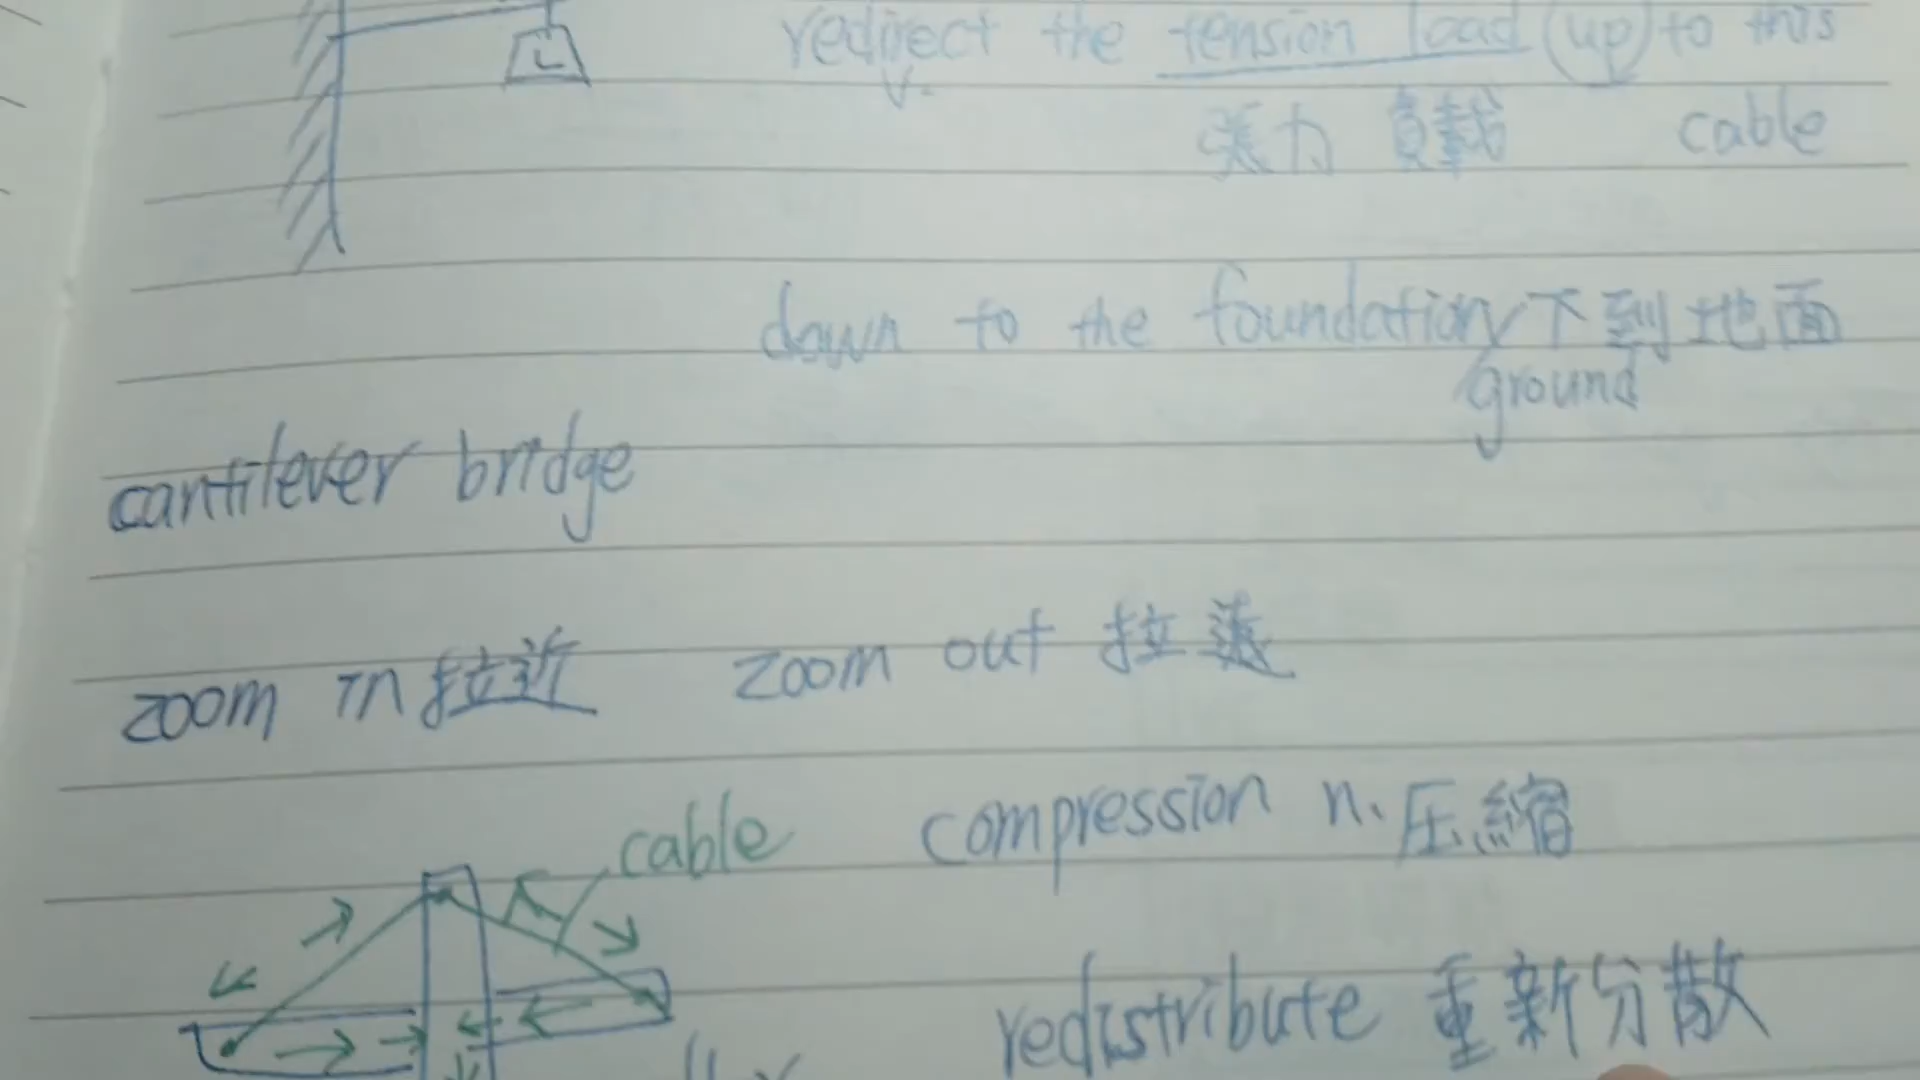 redirect the tension load (up) to this
v.
張力 負載 cable
L
down to the foundation 下到地面
ground
cantilever bridge
zoom in 拉近 zoom out 拉遠
cable compression n. 压縮
redistribute 重新分散